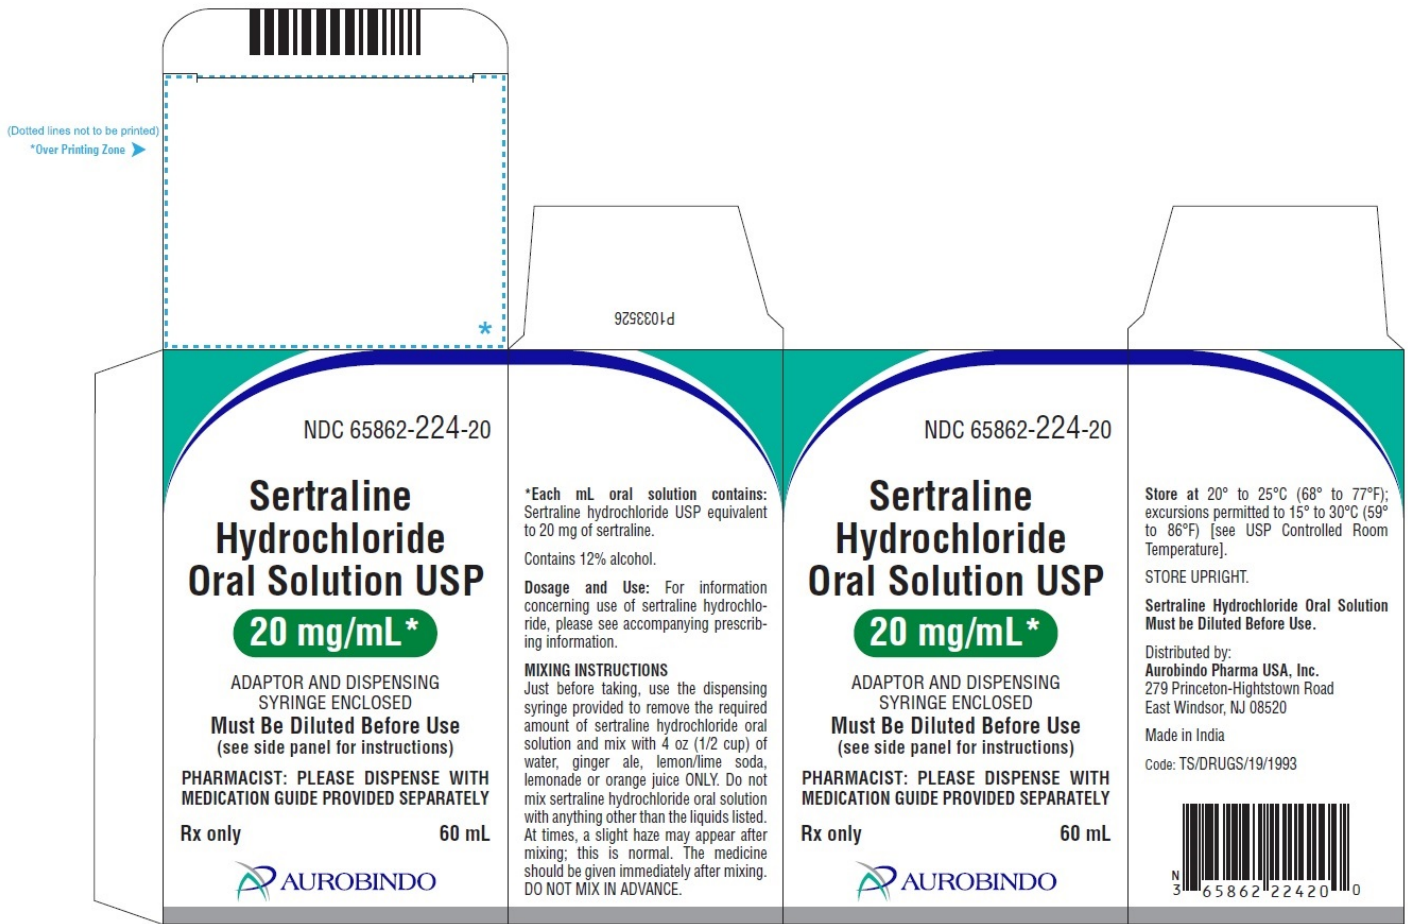 (Dotted lines not to be printed)
*Over Printing Zone
*
P1033526
NDC 65862-224-20
Sertraline
Hydrochloride
Oral Solution USP
20 mg/mL*
ADAPTOR AND DISPENSING
SYRINGE ENCLOSED
Must Be Diluted Before Use
(see side panel for instructions)
PHARMACIST: PLEASE DISPENSE WITH
MEDICATION GUIDE PROVIDED SEPARATELY
Rx only 60 mL
AUROBINDO
*Each mL oral solution contains:
Sertraline hydrochloride USP equivalent
to 20 mg of sertraline.
Contains 12% alcohol.
Dosage and Use: For information
concerning use of sertraline hydrochlo-
ride, please see accompanying prescrib-
ing information.
MIXING INSTRUCTIONS
Just before taking, use the dispensing
syringe provided to remove the required
amount of sertraline hydrochloride oral
solution and mix with 4 oz (1/2 cup) of
water, ginger ale, lemon/lime soda,
lemonade or orange juice ONLY. Do not
mix sertraline hydrochloride oral solution
with anything other than the liquids listed.
At times, a slight haze may appear after
mixing; this is normal. The medicine
should be given immediately after mixing.
DO NOT MIX IN ADVANCE.
NDC 65862-224-20
Sertraline
Hydrochloride
Oral Solution USP
20 mg/mL*
ADAPTOR AND DISPENSING
SYRINGE ENCLOSED
Must Be Diluted Before Use
(see side panel for instructions)
PHARMACIST: PLEASE DISPENSE WITH
MEDICATION GUIDE PROVIDED SEPARATELY
Rx only 60 mL
AUROBINDO
Store at 20° to 25°C (68° to 77°F);
excursions permitted to 15° to 30°C (59°
to 86°F) [see USP Controlled Room
Temperature].
STORE UPRIGHT.
Sertraline Hydrochloride Oral Solution
Must be Diluted Before Use.
Distributed by:
Aurobindo Pharma USA, Inc.
279 Princeton-Hightstown Road
East Windsor, NJ 08520
Made in India
Code: TS/DRUGS/19/1993
N
3 65862 22420 0